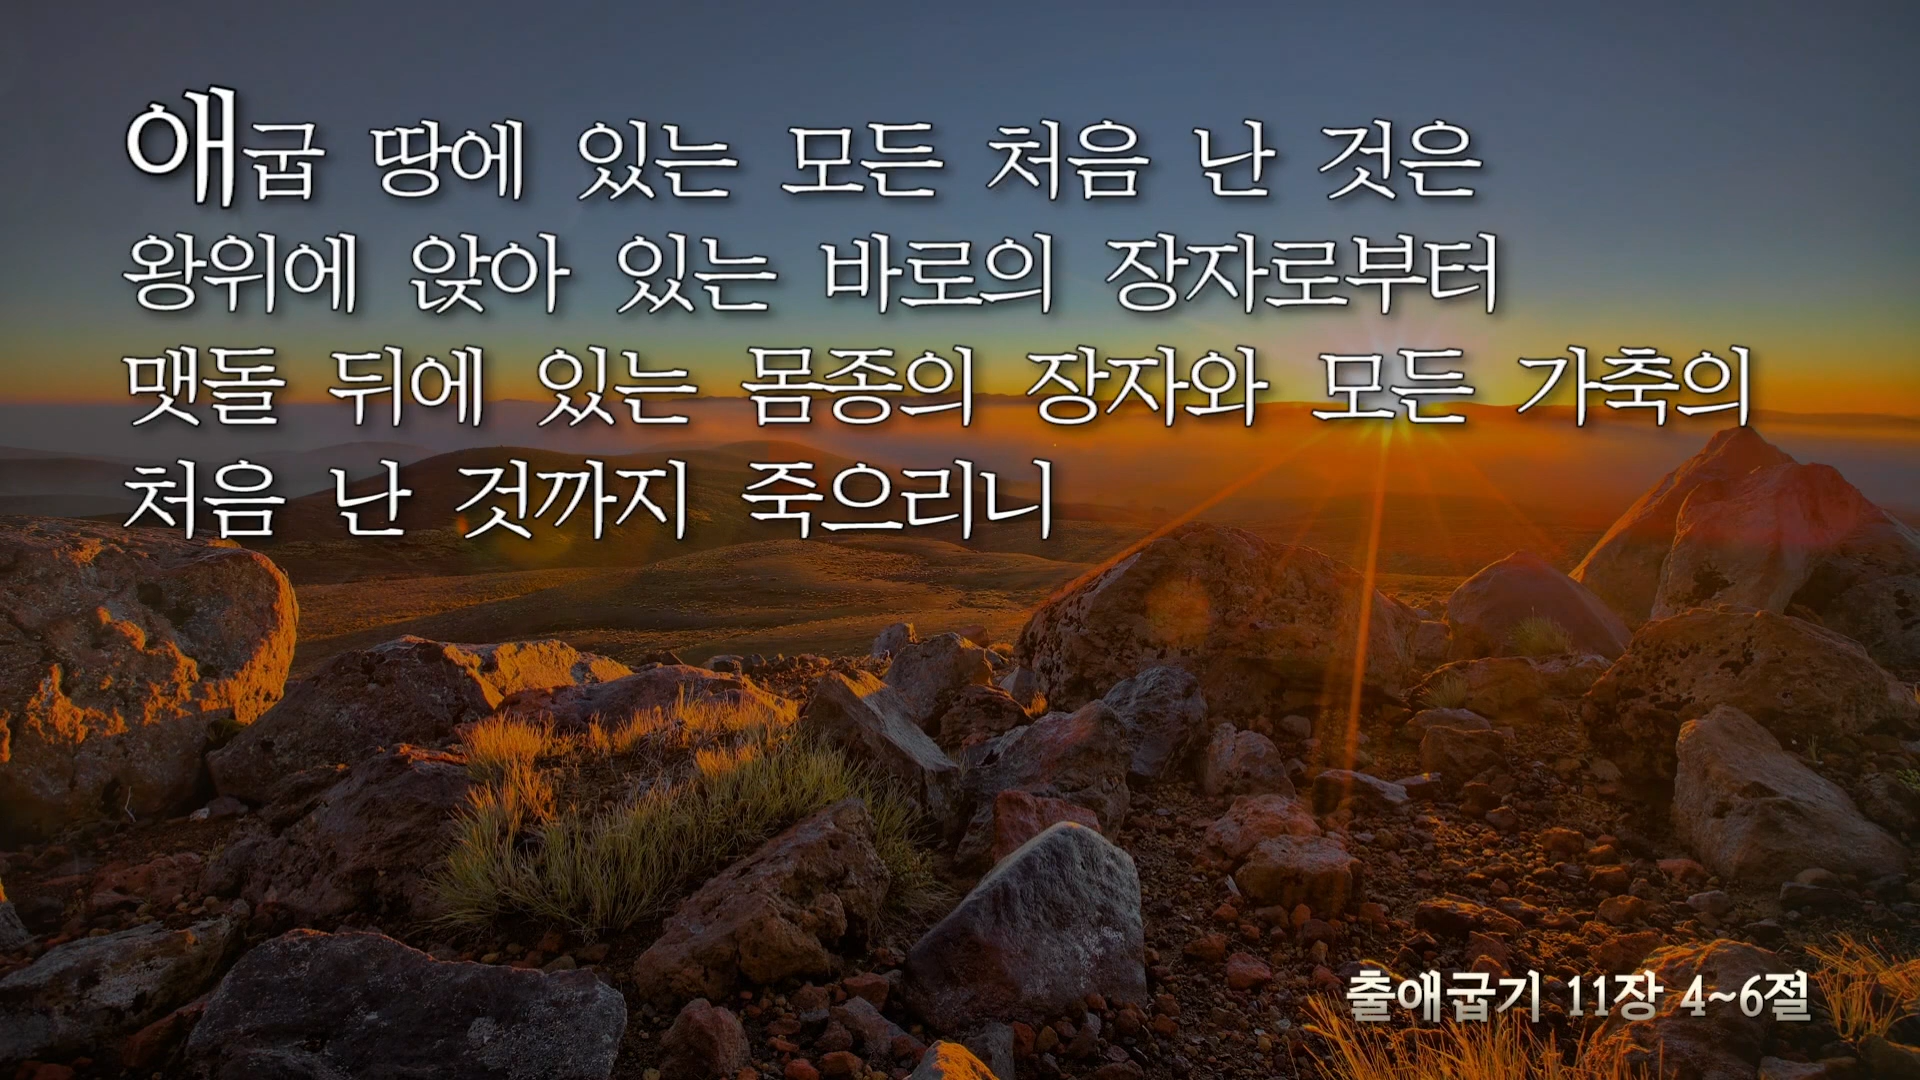 애굽 땅에 있는 모든 처음 난 것은
왕위에 앉아 있는 바로의 장자로부터
맷돌 뒤에 있는 몸종의 장자와 모든 가축의
처음 난 것까지 죽으리니
출애굽기 11장 4~6절